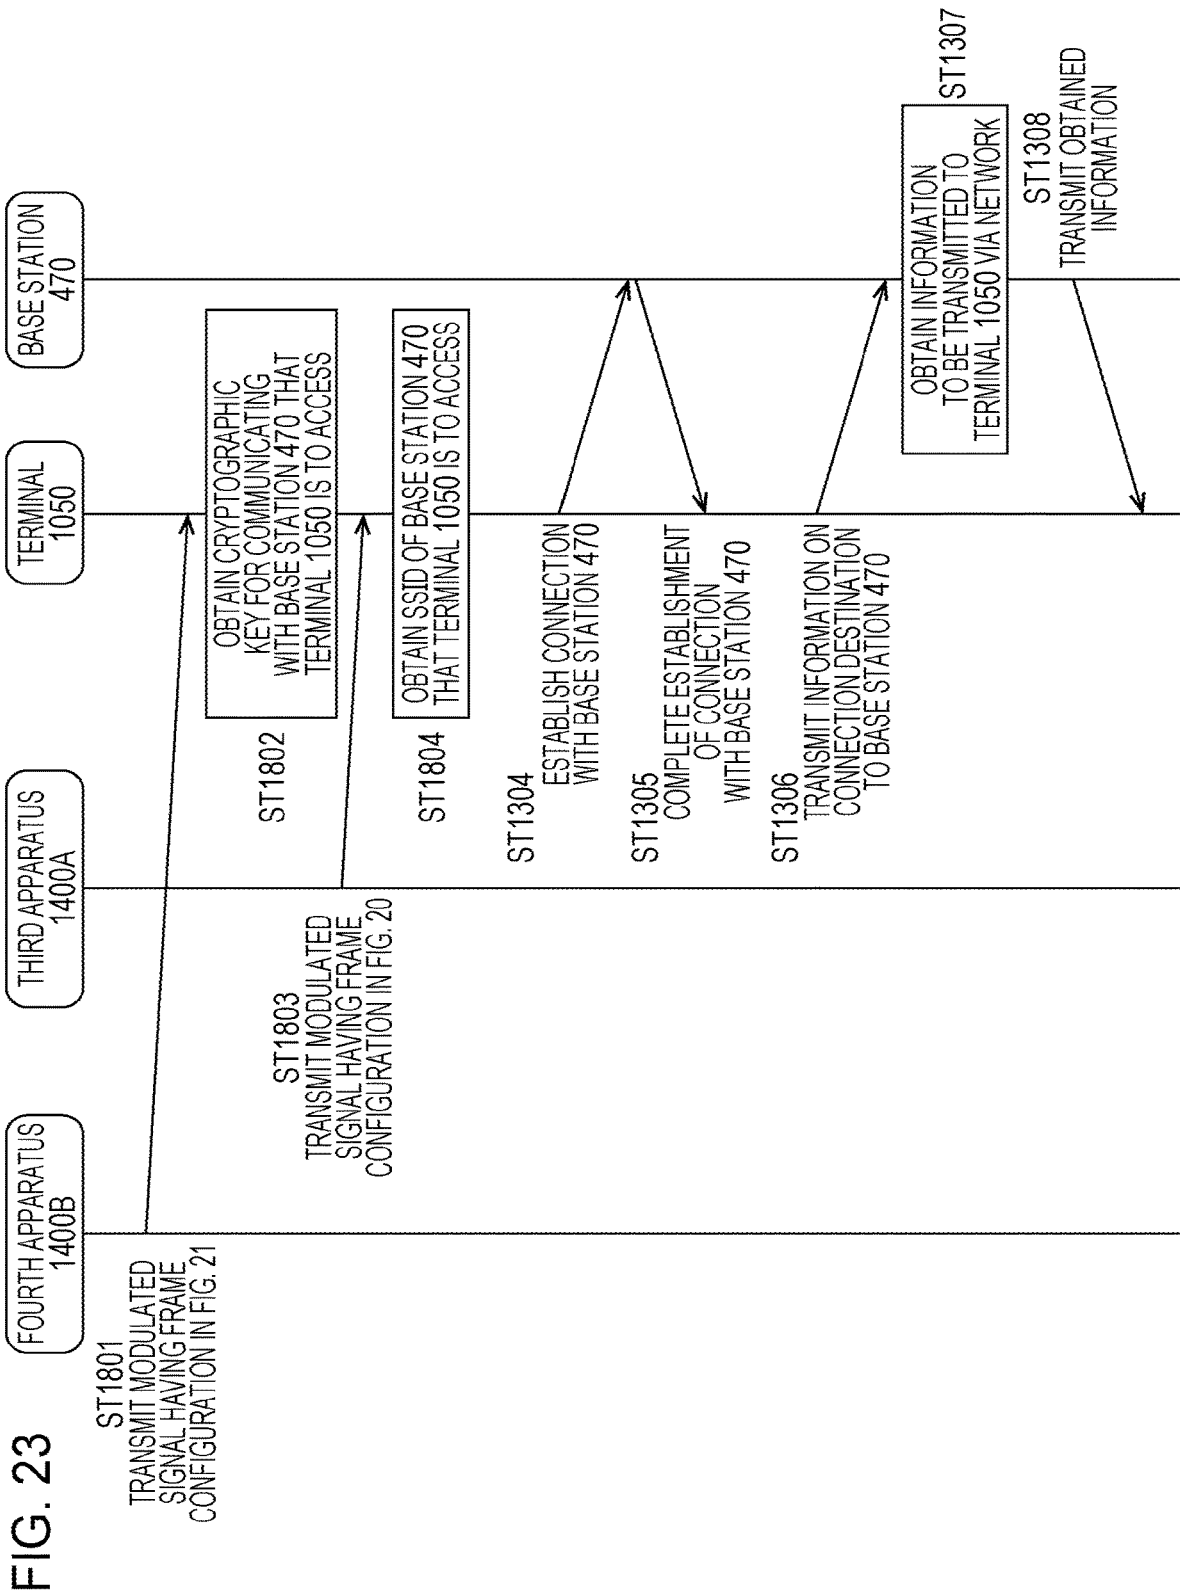 FIG. 23
FOURTH APPARATUS
1400B
THIRD APPARATUS
1400A
TERMINAL
1050
BASE STATION
470
ST1801
TRANSMIT MODULATED
SIGNAL HAVING FRAME
CONFIGURATION IN FIG. 21
ST1802
OBTAIN CRYPTOGRAPHIC
KEY FOR COMMUNICATING
WITH BASE STATION 470 THAT
TERMINAL 1050 IS TO ACCESS
ST1803
TRANSMIT MODULATED
SIGNAL HAVING FRAME
CONFIGURATION IN FIG. 20
ST1804
OBTAIN SSID OF BASE STATION 470
THAT TERMINAL 1050 IS TO ACCESS
ST1304
ESTABLISH CONNECTION
WITH BASE STATION 470
ST1305
COMPLETE ESTABLISHMENT
OF CONNECTION
WITH BASE STATION 470
ST1306
TRANSMIT INFORMATION ON
CONNECTION DESTINATION
TO BASE STATION 470
OBTAIN INFORMATION
TO BE TRANSMITTED TO
TERMINAL 1050 VIA NETWORK
ST1307
ST1308
TRANSMIT OBTAINED
INFORMATION